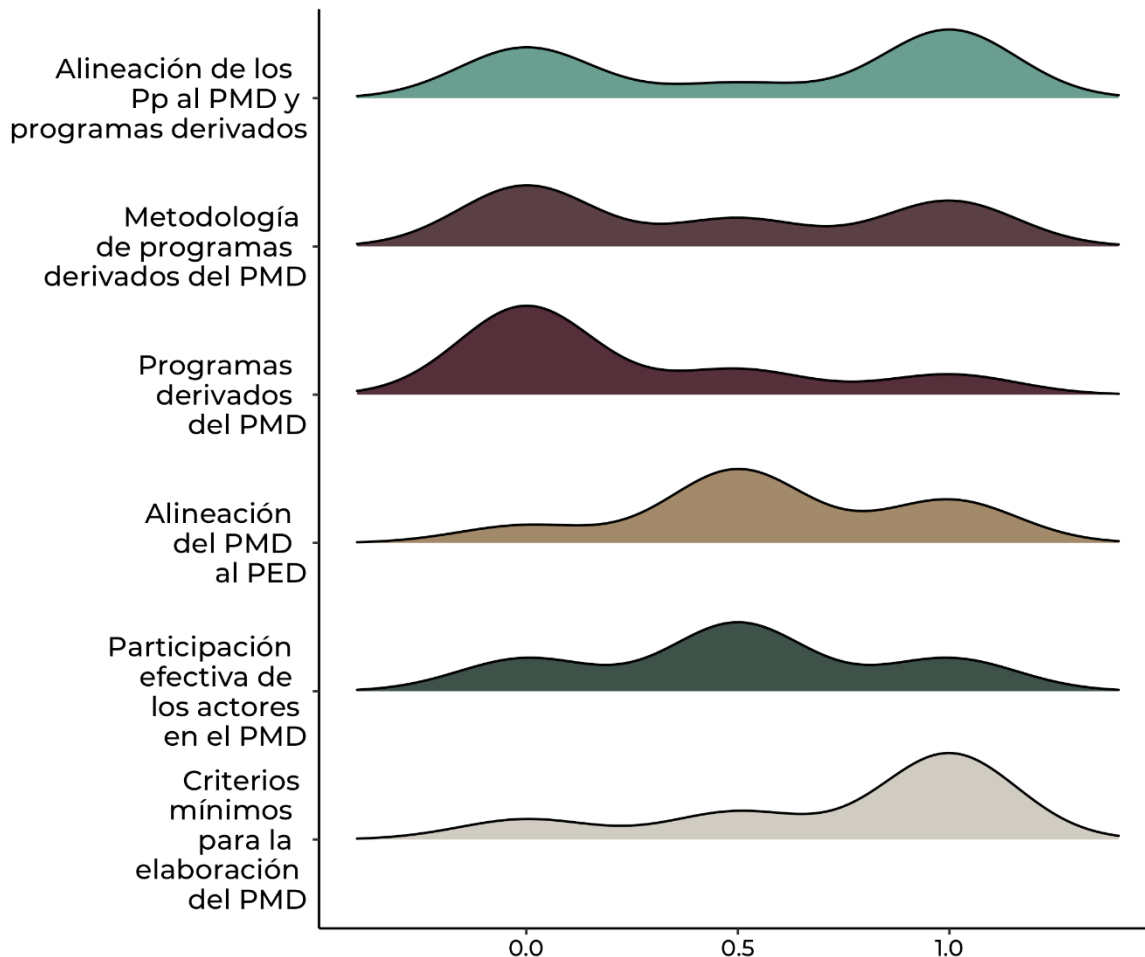 Alineación de los
Pp al PMD y
programas derivados
Metodología
de programas
derivados del PMD
Programas
derivados
del PMD
Alineación
del PMD
al PED
Participación
efectiva de
los actores
en el PMD
Criterios
mínimos
para la
elaboración
del PMD
0.0 0.5 1.0